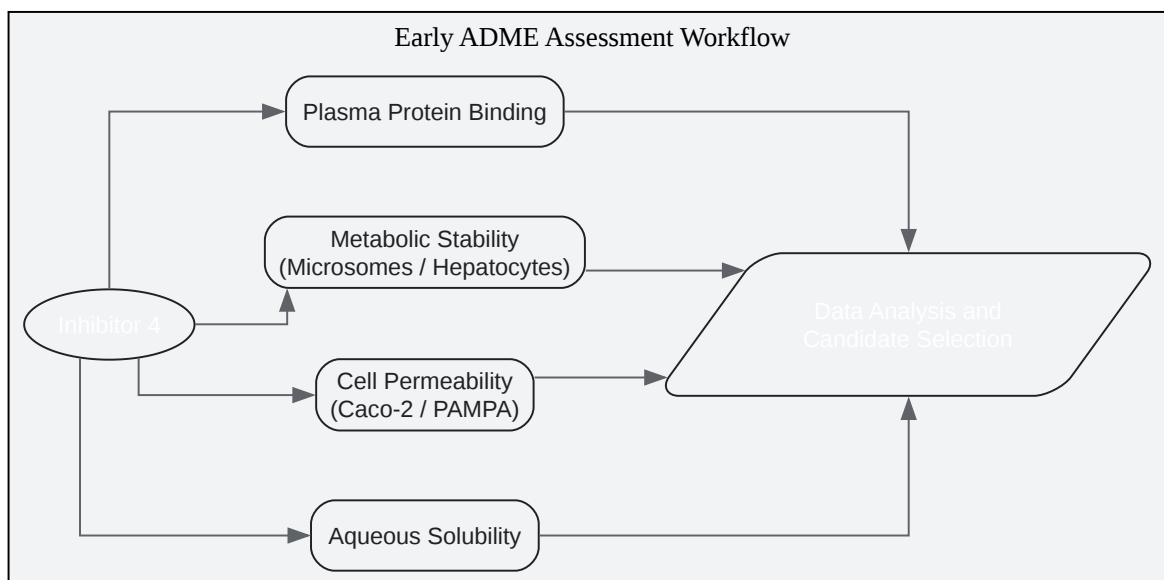 Early ADME Assessment Workflow
Plasma Protein Binding
Metabolic Stability
(Microsomes / Hepatocytes)
Inhibitor 4
Data Analysis and
Candidate Selection
Cell Permeability
(Caco-2 / PAMPA)
Aqueous Solubility